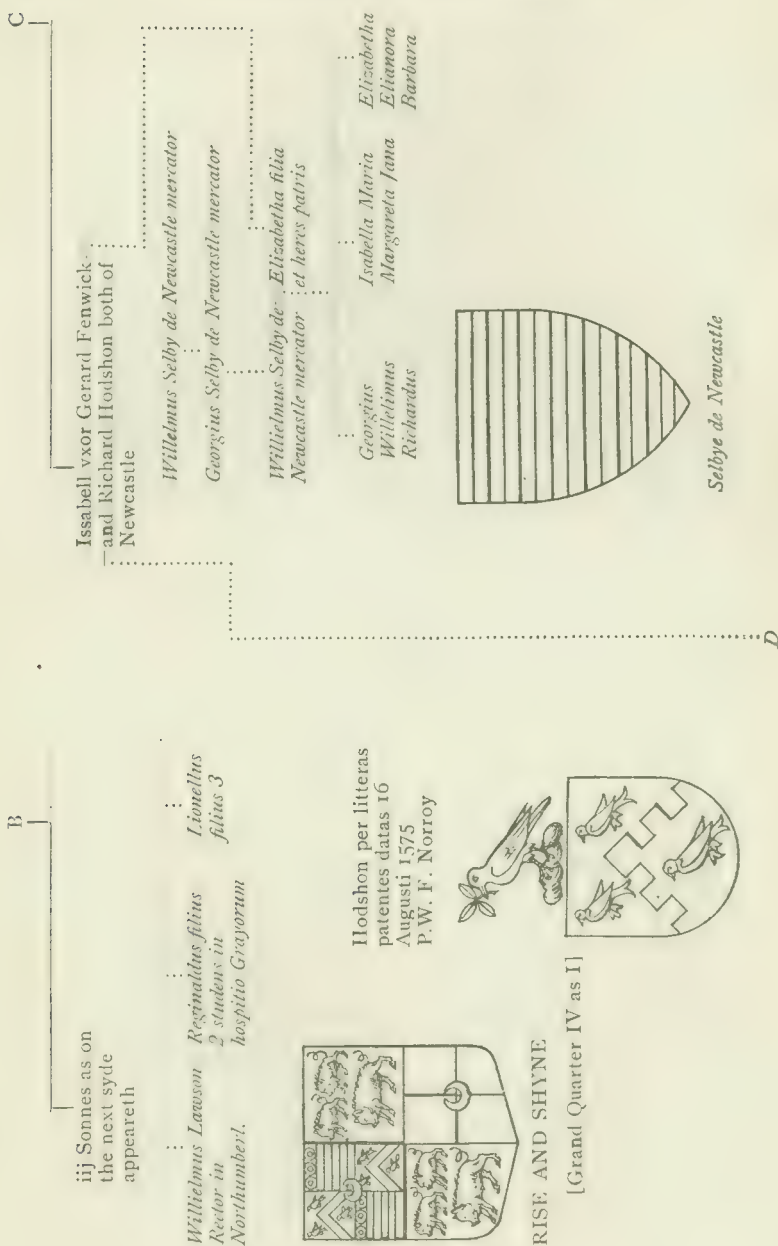 B
iij Sonnes as on
the next syde
appeareth
Willielmus Lawson
Rector in
Northumberl.
Reginaldus filius
2 studens in
hospitio Grayorum
Lionellus
filius 3
RISE AND SHYNE
[Grand Quarter IV as I]
Hodshon per litteras
patentes datas 16
Augusti 1575
P.W. F. Norroy
C
Issabell vxor Gerard Fenwick
and Richard Hodshon both of
Newcastle
Willelmus Selby de Newcastle mercator
Georgius Selby de Newcastle mercator
Willielmus Selby de
Newcastle mercator
Elizabetha filia
et heres patris
Georgius
Willelimus
Richardus
Isabella Maria
Margareta Jana
Elizabetha
Elianora
Barbara
Selbye de Newcastle
D